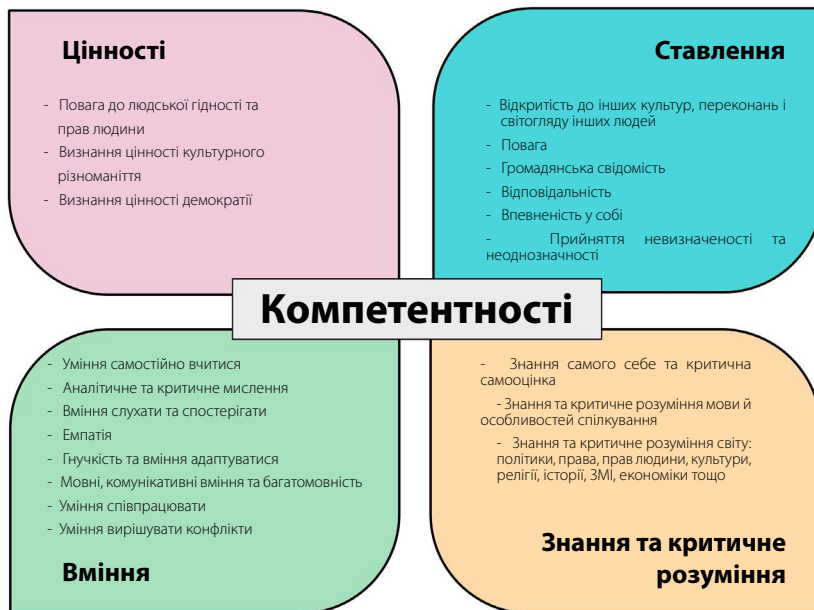 Цінності
- Повага до людської гідності та
прав людини
- Визнання цінності культурного
різноманіття
- Визнання цінності демократії
Ставлення
- Відкритість до інших культур, переконань і
світогляду інших людей
- Повага
- Громадянська свідомість
- Відповідальність
- Впевненість у собі
- Прийняття невизначеності та
неоднозначності
Компетентності
- Уміння самостійно вчитися
- Аналітичне та критичне мислення
- Вміння слухати та спостерігати
- Емпатія
- Гнучкість та вміння адаптуватися
- Мовні, комунікативні вміння та багатомовність
- Уміння співпрацювати
- Уміння вирішувати конфлікти
Вміння
- Знання самого себе та критична
самооцінка
- Знання та критичне розуміння мови й
особливостей спілкування
- Знання та критичне розуміння світу:
політики, права, прав людини, культури,
релігії, історії, ЗМІ, економіки тощо
Знання та критичне
розуміння